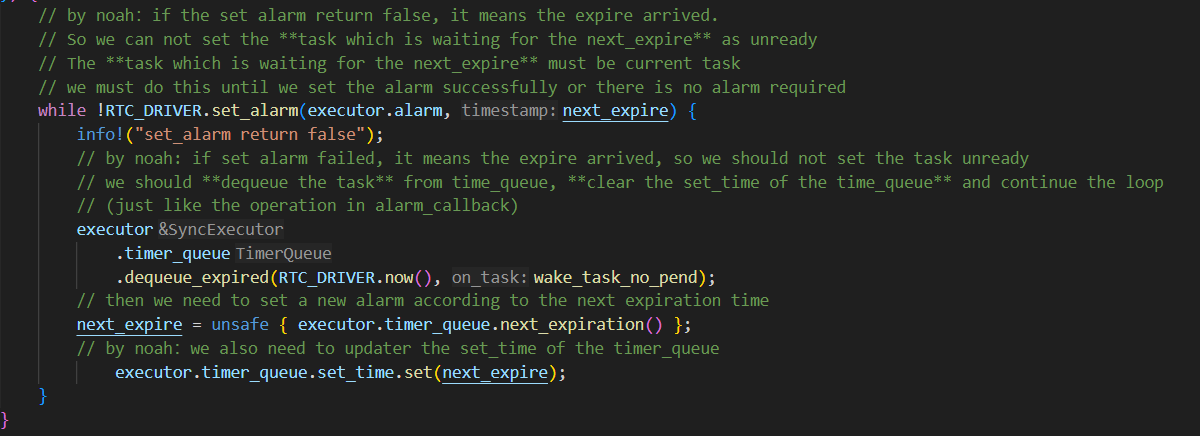 // by noah: if the set alarm return false, it means the expire arrived.
// So we can not set the **task which is waiting for the next_expire** as unready
// The **task which is waiting for the next_expire** must be current task
// we must do this until we set the alarm successfully or there is no alarm required
while !RTC_DRIVER.set_alarm(executor.alarm, timestamp: next_expire) {
info!("set_alarm return false");
// by noah: if set alarm failed, it means the expire arrived, so we should not set the task unready
// we should **dequeue the task** from time_queue, **clear the set_time of the time_queue** and continue the loop
// (just like the operation in alarm_callback)
executor &SyncExecutor
.timer_queue TimerQueue
.dequeue_expired(RTC_DRIVER.now(), on_task: wake_task_no_pend);
// then we need to set a new alarm according to the next expiration time
next_expire = unsafe { executor.timer_queue.next_expiration() };
// by noah: we also need to updater the set_time of the timer_queue
executor.timer_queue.set_time.set(next_expire);
}
}